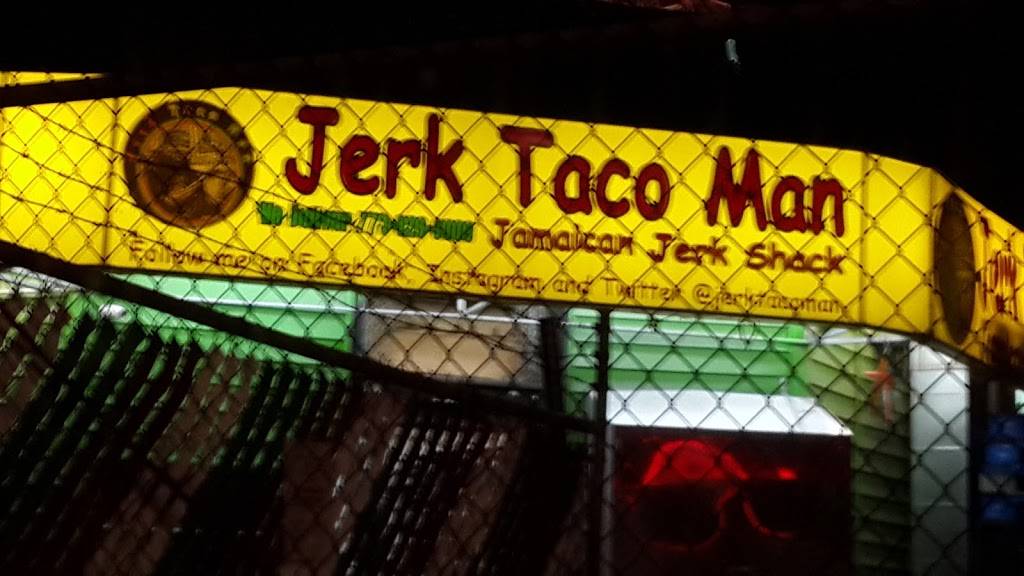 Jerk Taco Man
Jamaican Jerk Shack
Follow me on Facebook, Instagram and Twitter @jerktacoman